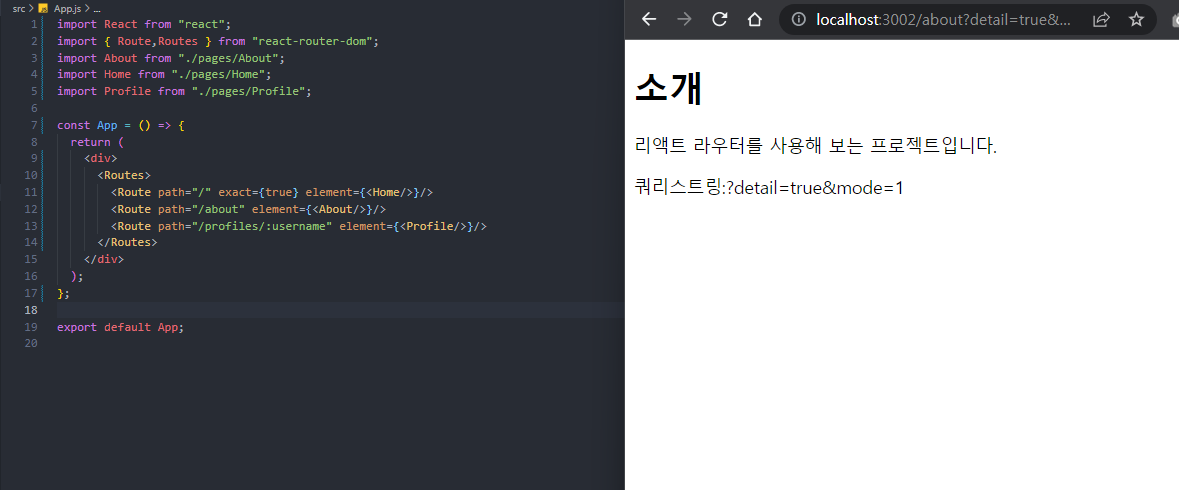 src > App.js > ...
1 import React from "react";
2 import { Route,Routes } from "react-router-dom";
3 import About from "./pages/About";
4 import Home from "./pages/Home";
5 import Profile from "./pages/Profile";
6
7 const App = () => {
8 return (
9 <div>
10 <Routes>
11 <Route path="/" exact={true} element={<Home/>}/>
12 <Route path="/about" element={<About/>}/>
13 <Route path="/profiles/:username" element={<Profile/>}/>
14 </Routes>
15 </div>
16 );
17 };
18
19 export default App;
20
localhost:3002/about?detail=true&...
소개
리액트 라우터를 사용해 보는 프로젝트입니다.
쿼리스트링:?detail=true&mode=1